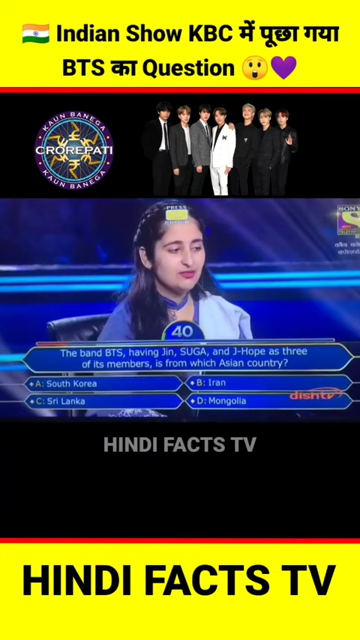 🇮🇳 Indian Show KBC में पूछा गया
BTS का Question 😲💜
KAUN BANEGA
CROREPATI
KAUN BANEGA
PRESS
SONY
40
The band BTS, having Jin, SUGA, and J-Hope as three
of its members, is from which Asian country?
A: South Korea
B: Iran
C: Sri Lanka
D: Mongolia
dishtv
HINDI FACTS TV
HINDI FACTS TV